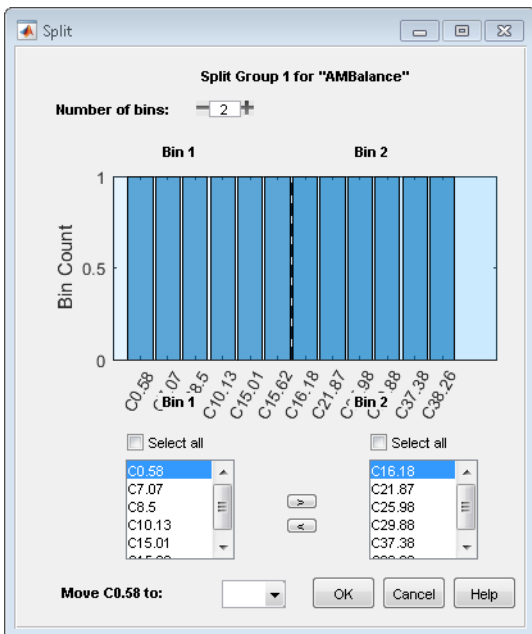 Split
Split Group 1 for "AMBalance"
Number of bins: 2
Bin 1 Bin 2
1
0.5
0
Bin Count
C0.58 C8.5 C10.13 C15.01 C15.62 C16.18 C21.87 C37.38 C38.26
Bin 1 Bin 2
Select all Select all
C0.58 C16.18
C7.07 C21.87
C8.5 C25.98
C10.13 C29.88
C15.01 C37.38
> <
Move C0.58 to: OK Cancel Help